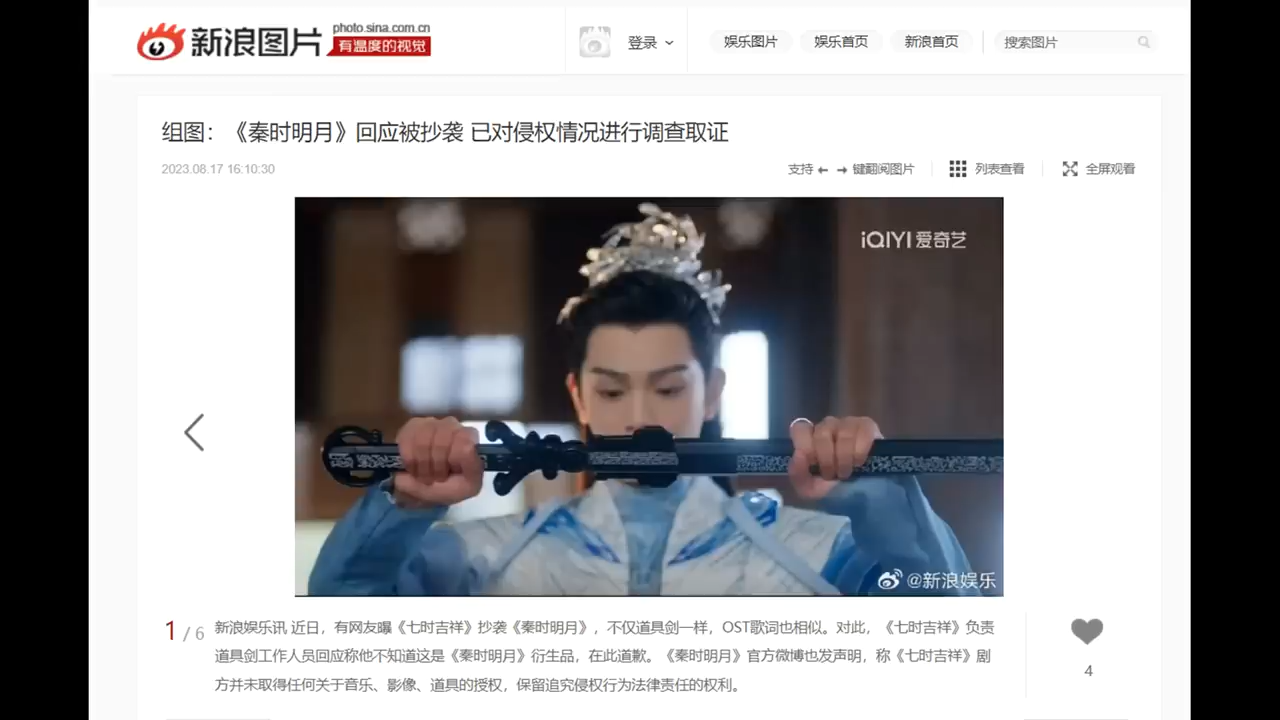 新浪图片
photo.sina.com.cn
有温度的视觉
登录
娱乐图片
娱乐首页
新浪首页
搜索图片
组图：《秦时明月》回应被抄袭 已对侵权情况进行调查取证
2023.08.17 16:10:30
支持 ← → 键翻阅图片
列表查看
全屏观看
iQIYI 爱奇艺
@新浪娱乐
1 / 6
新浪娱乐讯 近日，有网友曝《七时吉祥》抄袭《秦时明月》，不仅道具剑一样，OST歌词也相似。对此，《七时吉祥》负责
道具剑工作人员回应称他不知道这是《秦时明月》衍生品，在此道歉。《秦时明月》官方微博也发声明，称《七时吉祥》剧
方并未取得任何关于音乐、影像、道具的授权，保留追究侵权行为法律责任的权利。
4